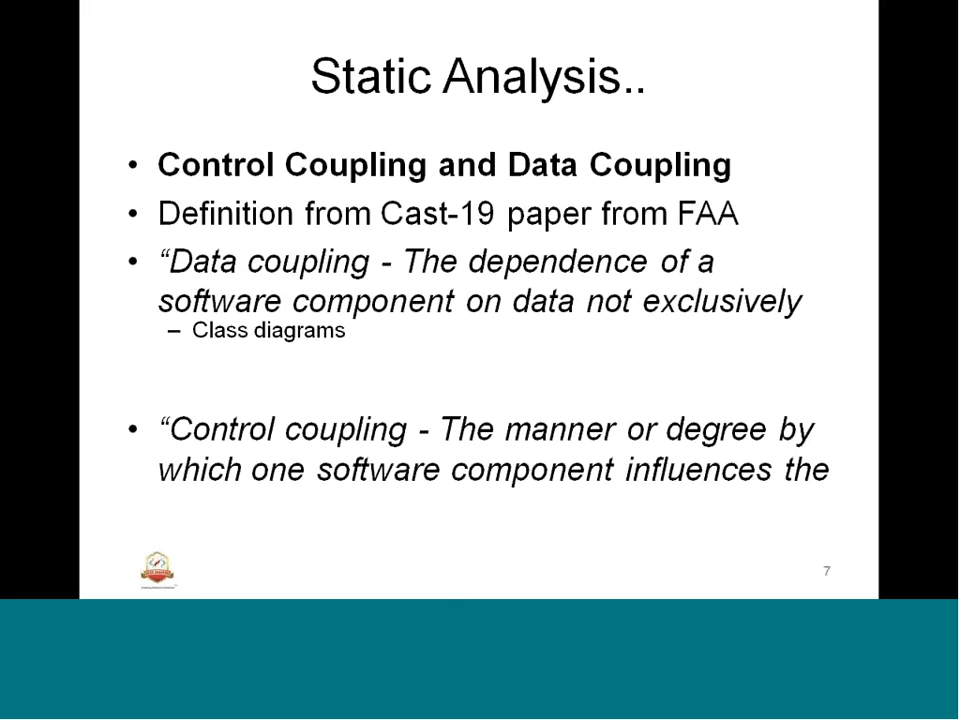 Static Analysis..
• Control Coupling and Data Coupling
• Definition from Cast-19 paper from FAA
• “Data coupling - The dependence of a
software component on data not exclusively
– Class diagrams
• “Control coupling - The manner or degree by
which one software component influences the
7